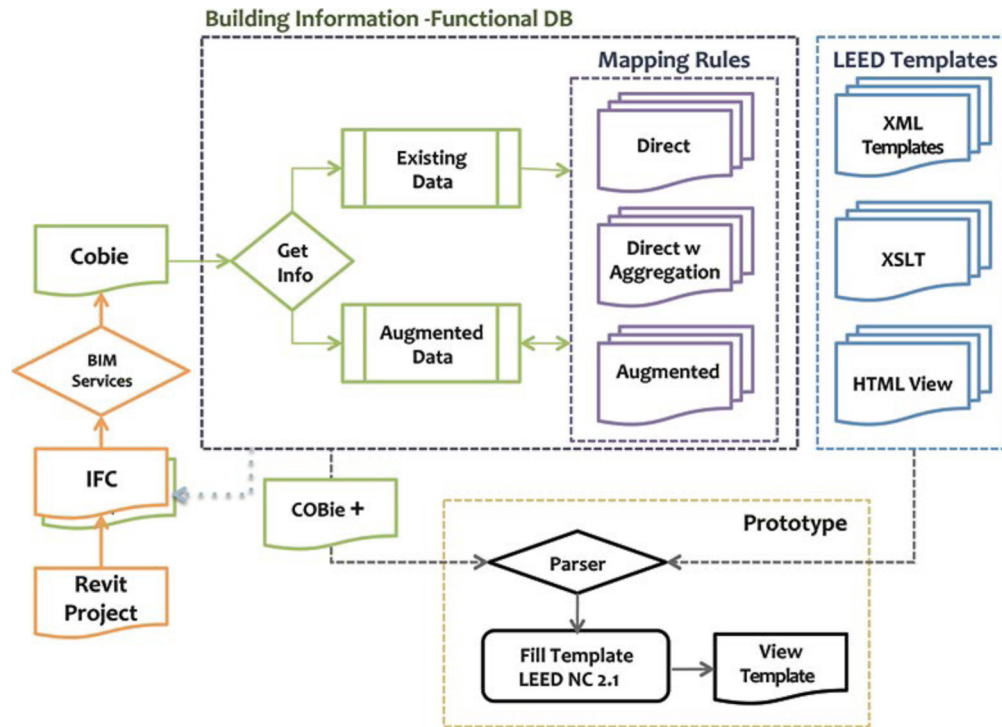 Building Information -Functional DB
Mapping Rules
LEED Templates
Direct
XML
Templates
Existing
Data
Cobie
Get
Info
Direct w
Aggregation
XSLT
Augmented
Data
Augmented
HTML View
BIM
Services
IFC
COBie +
Prototype
Revit
Project
Parser
Fill Template
LEED NC 2.1
View
Template